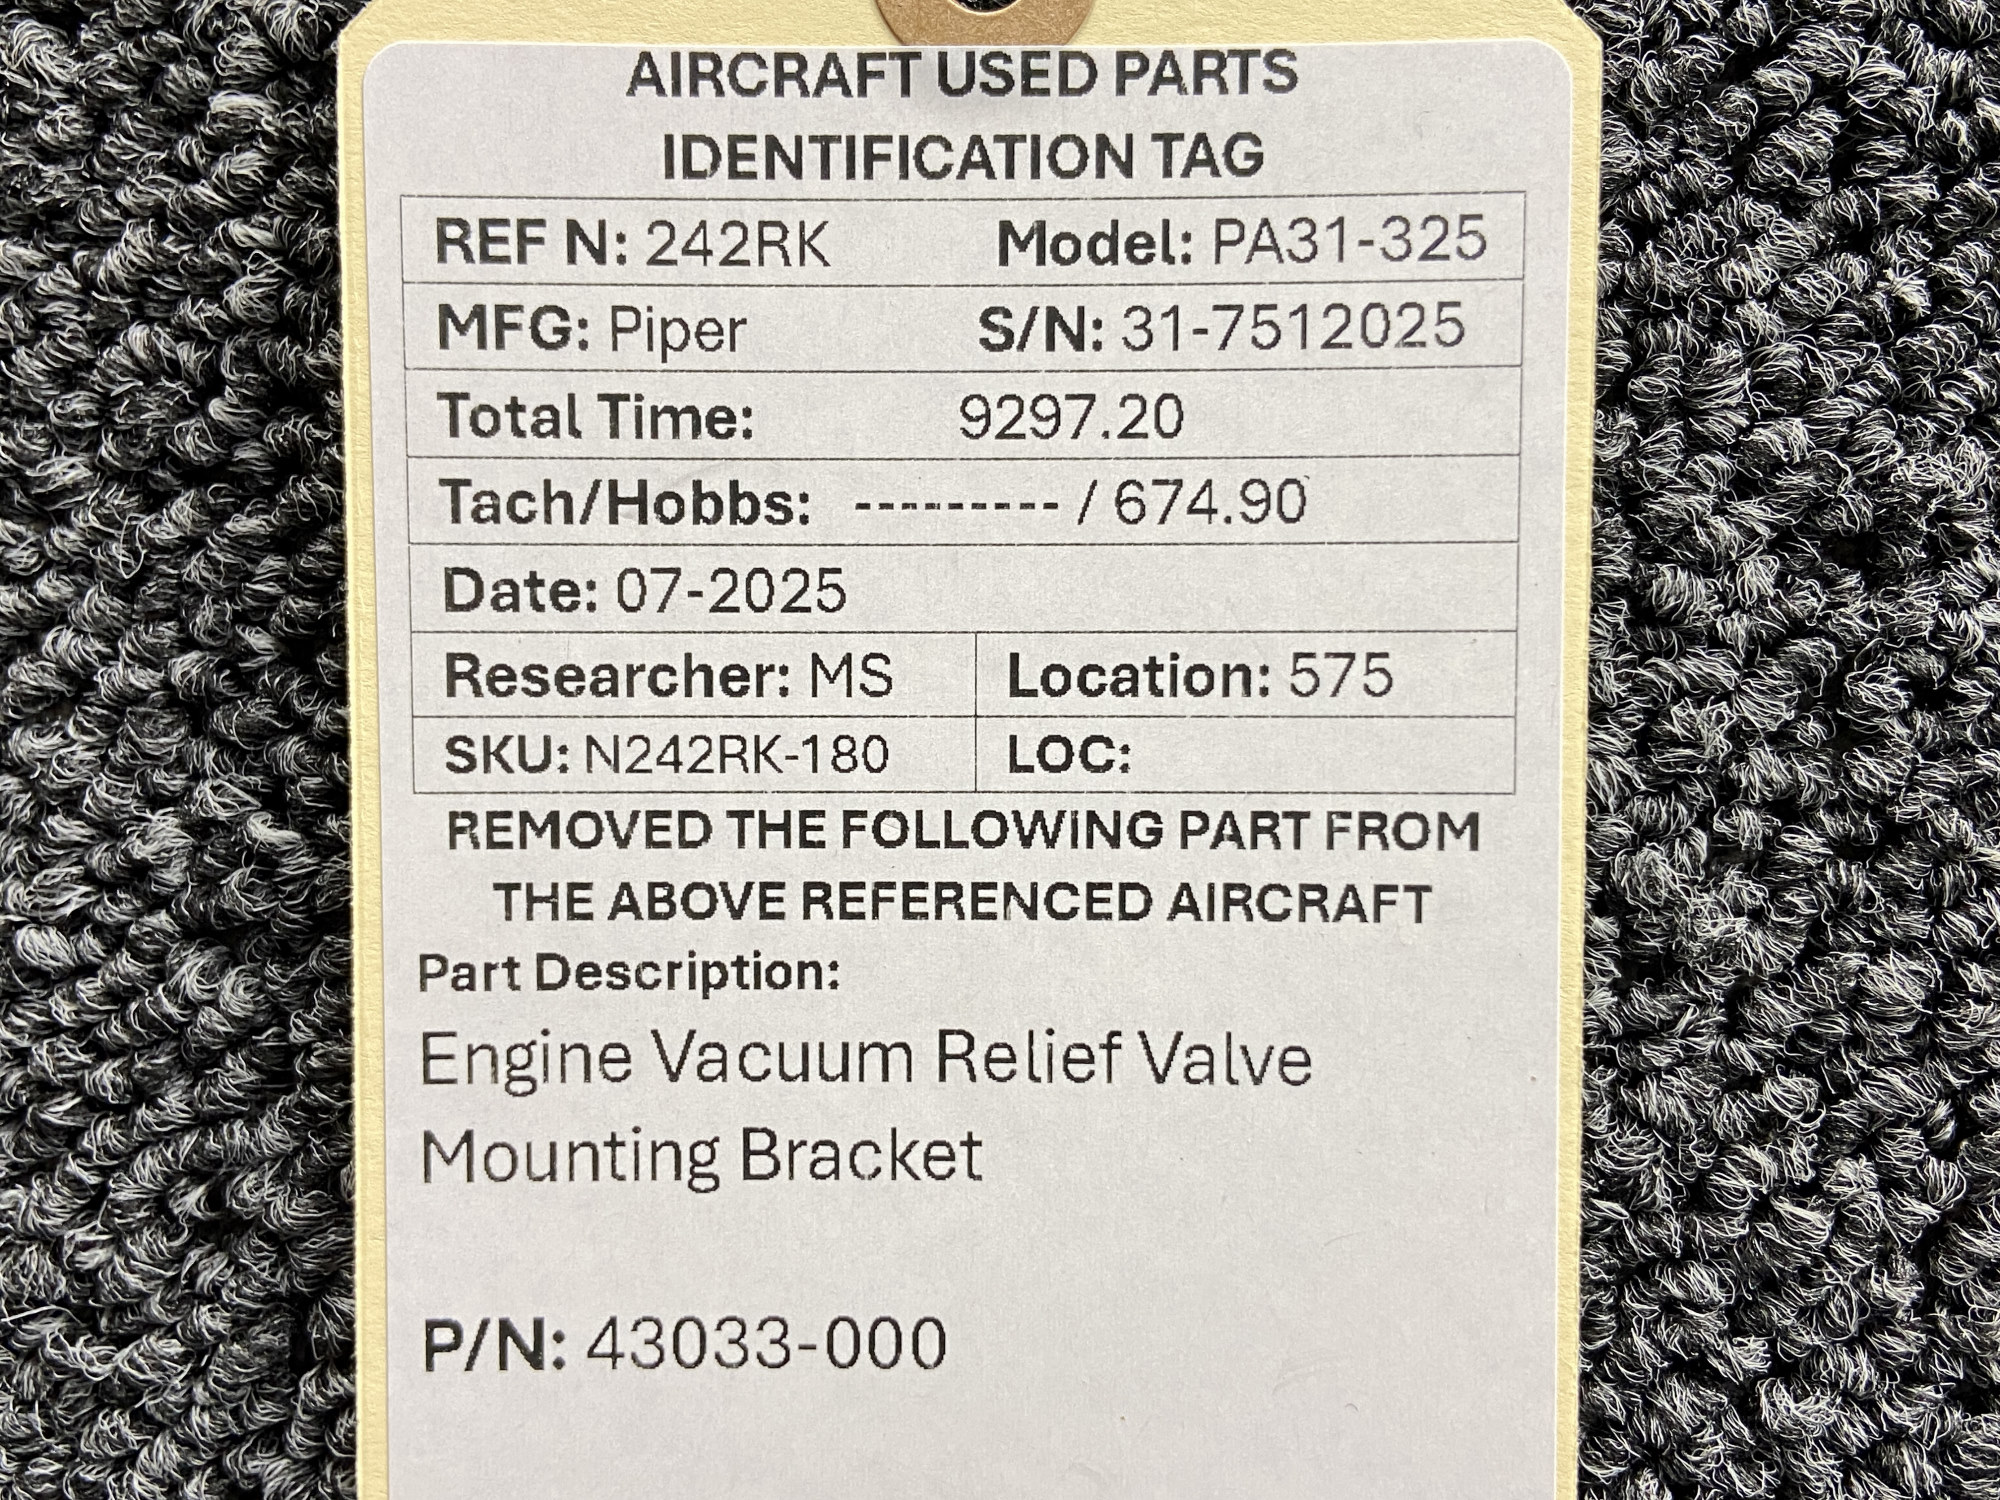 AIRCRAFT USED PARTS
IDENTIFICATION TAG
REF N: 242RK Model: PA31-325
MFG: Piper S/N: 31-7512025
Total Time: 9297.20
Tach/Hobbs: --------- / 674.90
Date: 07-2025
Researcher: MS Location: 575
SKU: N242RK-180 LOC:
REMOVED THE FOLLOWING PART FROM
THE ABOVE REFERENCED AIRCRAFT
Part Description:
Engine Vacuum Relief Valve
Mounting Bracket
P/N: 43033-000